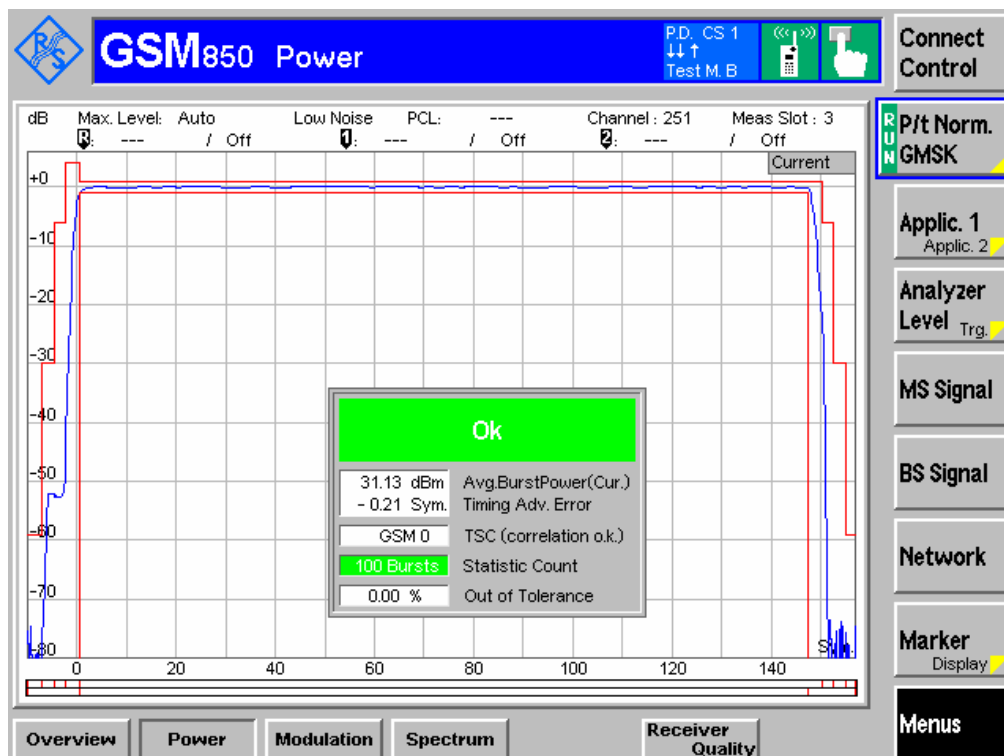 R S
GSM850 Power
P.D. CS 1
Test M. B
Connect
Control
dB Max. Level: Auto Low Noise PCL: --- Channel : 251 Meas Slot : 3
R: --- / Off 1: --- / Off 2: --- / Off
Current
RUN
P/t Norm.
GMSK
Applic. 1
Applic. 2
Analyzer
Level Trg.
MS Signal
BS Signal
Network
Marker
Display
Menus
+0
-10
-20
-30
-40
-50
-60
-70
-80
Ok
31.13 dBm Avg.BurstPower(Cur.)
- 0.21 Sym. Timing Adv. Error
GSM 0 TSC (correlation o.k.)
100 Bursts Statistic Count
0.00 % Out of Tolerance
0 20 40 60 80 100 120 140
Overview Power Modulation Spectrum Receiver
Quality